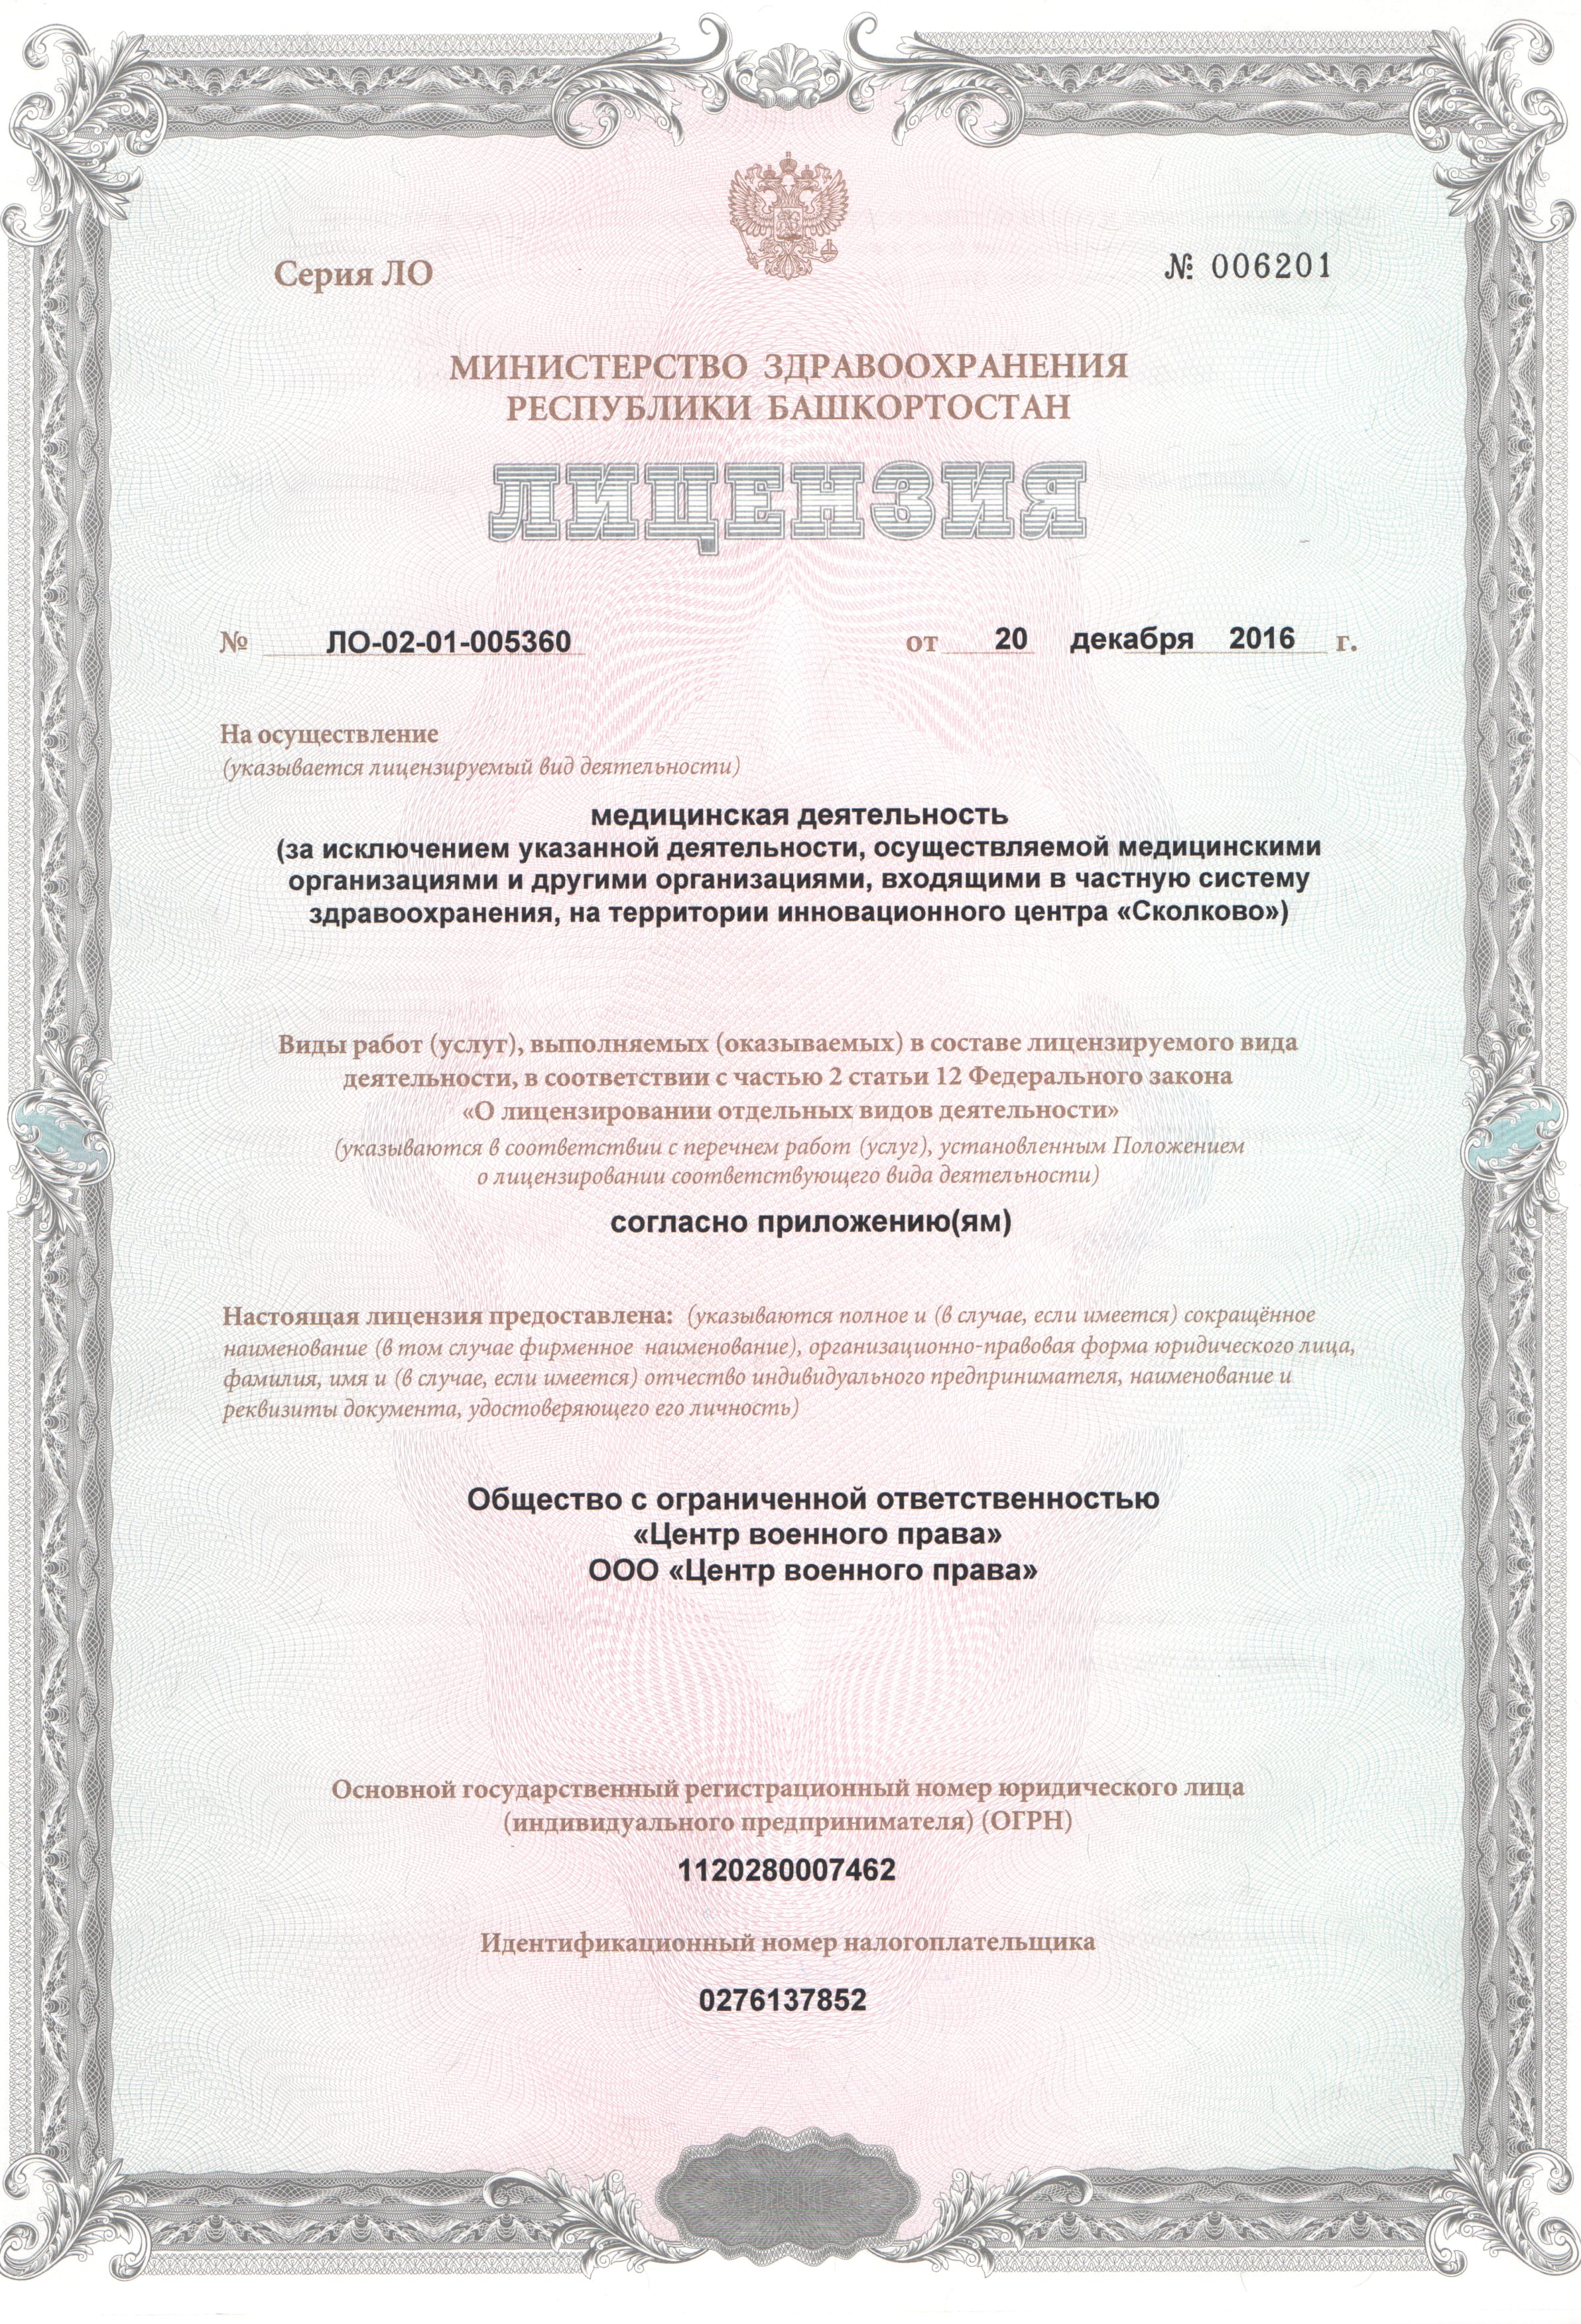 Серия ЛО
№ 006201
МИНИСТЕРСТВО ЗДРАВООХРАНЕНИЯ
РЕСПУБЛИКИ БАШКОРТОСТАН
ЛИЦЕНЗИЯ
№ ЛО-02-01-005360 от 20 декабря 2016 г.
На осуществление
(указывается лицензируемый вид деятельности)
медицинская деятельность
(за исключением указанной деятельности, осуществляемой медицинскими
организациями и другими организациями, входящими в частную систему
здравоохранения, на территории инновационного центра «Сколково»)
Виды работ (услуг), выполняемых (оказываемых) в составе лицензируемого вида
деятельности, в соответствии с частью 2 статьи 12 Федерального закона
«О лицензировании отдельных видов деятельности»
(указываются в соответствии с перечнем работ (услуг), установленным Положением
о лицензировании соответствующего вида деятельности)
согласно приложению(ям)
Настоящая лицензия предоставлена: (указываются полное и (в случае, если имеется) сокращённое
наименование (в том случае фирменное наименование), организационно-правовая форма юридического лица,
фамилия, имя и (в случае, если имеется) отчество индивидуального предпринимателя, наименование и
реквизиты документа, удостоверяющего его личность)
Общество с ограниченной ответственностью
«Центр военного права»
ООО «Центр военного права»
Основной государственный регистрационный номер юридического лица
(индивидуального предпринимателя) (ОГРН)
1120280007462
Идентификационный номер налогоплательщика
0276137852